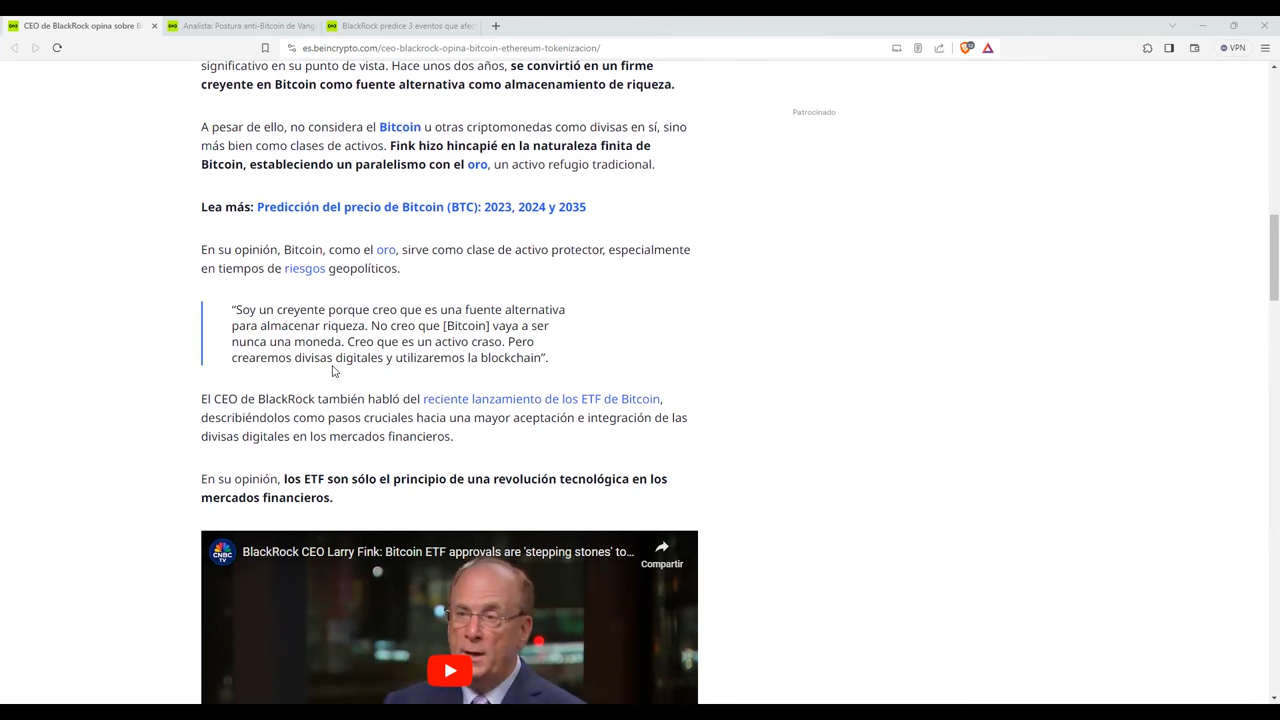 CEO de BlackRock opina sobre B
Analista: Postura anti-Bitcoin de Vang
BlackRock predice 3 eventos que afec
es.beincrypto.com/ceo-blackrock-opina-bitcoin-ethereum-tokenizacion/
VPN
significativo en su punto de vista. Hace unos dos años, se convirtió en un firme
creyente en Bitcoin como fuente alternativa como almacenamiento de riqueza.
Patrocinado
A pesar de ello, no considera el Bitcoin u otras criptomonedas como divisas en sí, sino
más bien como clases de activos. Fink hizo hincapié en la naturaleza finita de
Bitcoin, estableciendo un paralelismo con el oro, un activo refugio tradicional.
Lea más: Predicción del precio de Bitcoin (BTC): 2023, 2024 y 2035
En su opinión, Bitcoin, como el oro, sirve como clase de activo protector, especialmente
en tiempos de riesgos geopolíticos.
“Soy un creyente porque creo que es una fuente alternativa
para almacenar riqueza. No creo que [Bitcoin] vaya a ser
nunca una moneda. Creo que es un activo craso. Pero
crearemos divisas digitales y utilizaremos la blockchain”.
El CEO de BlackRock también habló del reciente lanzamiento de los ETF de Bitcoin,
describiéndolos como pasos cruciales hacia una mayor aceptación e integración de las
divisas digitales en los mercados financieros.
En su opinión, los ETF son sólo el principio de una revolución tecnológica en los
mercados financieros.
CNBC
TV
BlackRock CEO Larry Fink: Bitcoin ETF approvals are 'stepping stones' to...
Compartir